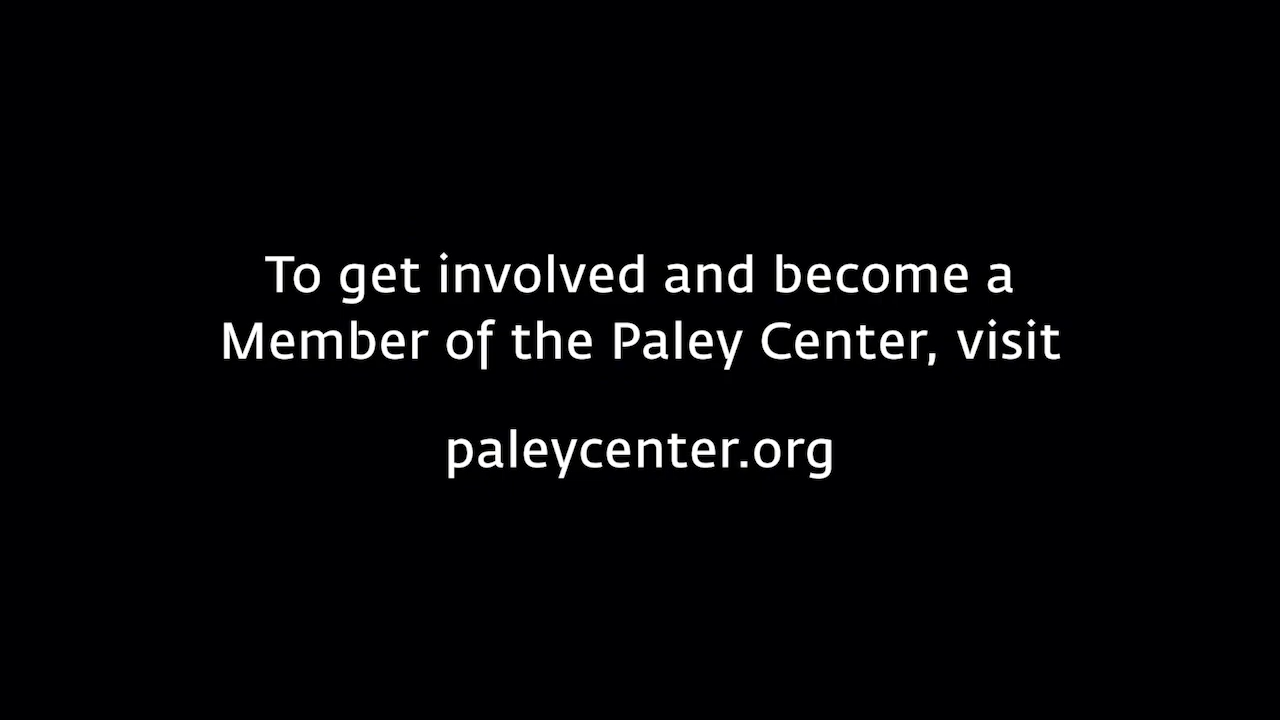 To get involved and become a
Member of the Paley Center, visit
paleycenter.org